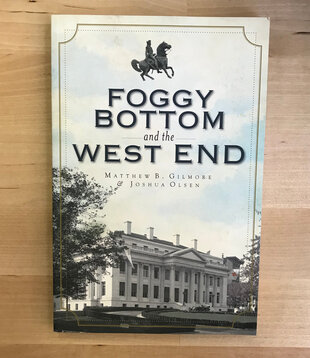 FOGGY
BOTTOM
and the
WEST END
MATTHEW B. GILMORE
& JOSHUA OLSEN